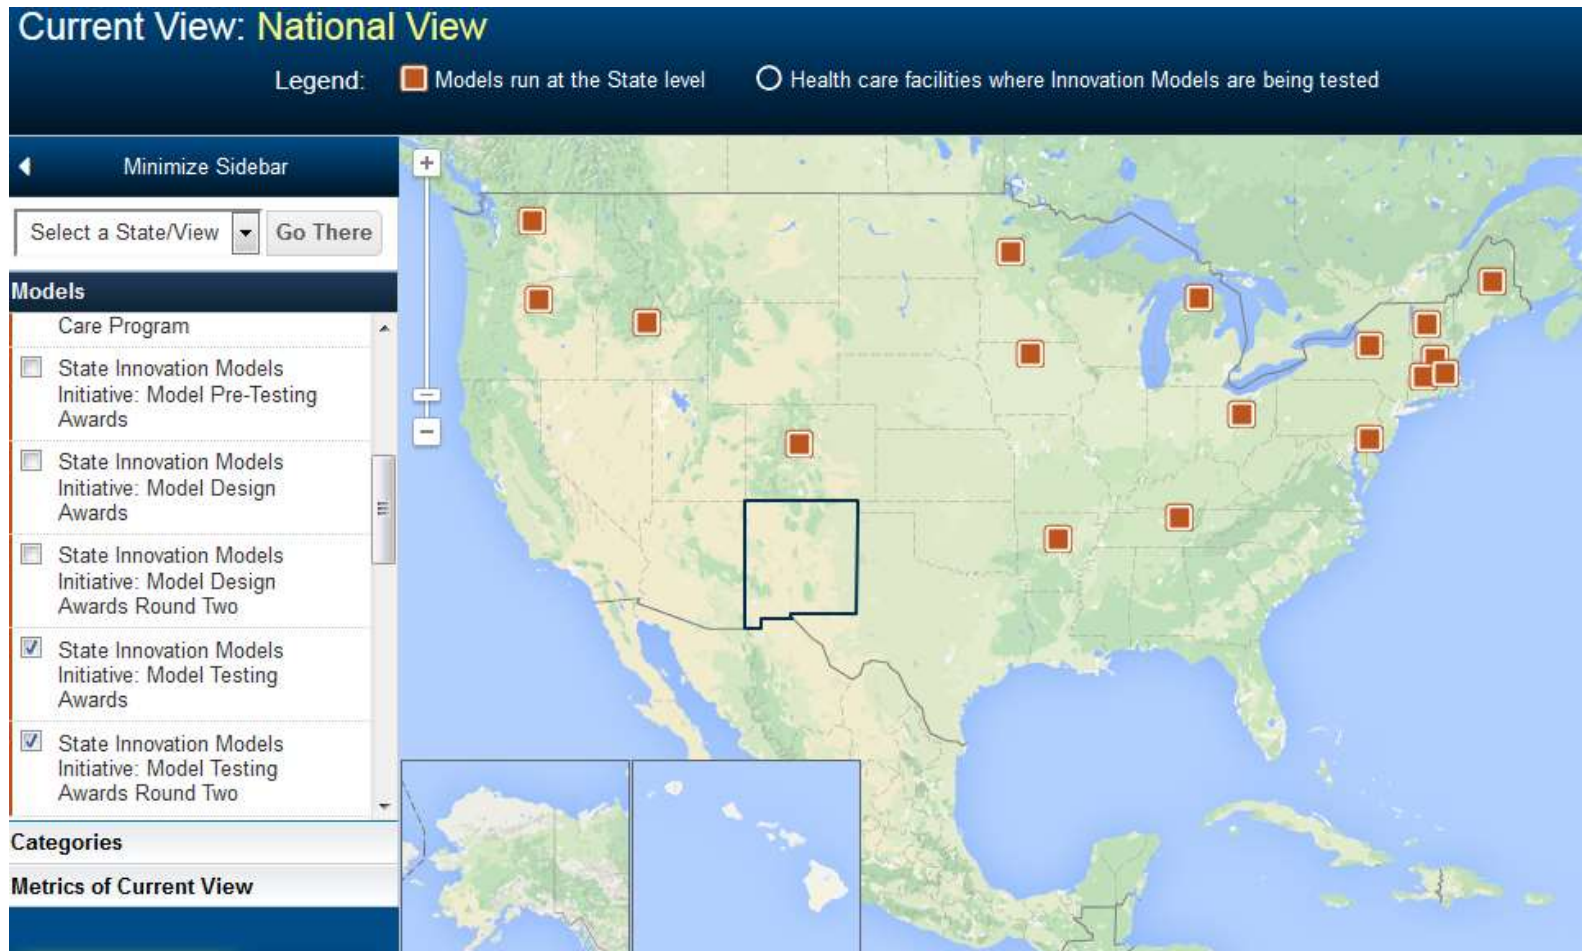 Current View: National View
Legend: Models run at the State level Health care facilities where Innovation Models are being tested
Minimize Sidebar
Select a State/View Go There
Models
Care Program
State Innovation Models
Initiative: Model Pre-Testing
Awards
State Innovation Models
Initiative: Model Design
Awards
State Innovation Models
Initiative: Model Design
Awards Round Two
State Innovation Models
Initiative: Model Testing
Awards
State Innovation Models
Initiative: Model Testing
Awards Round Two
Categories
Metrics of Current View